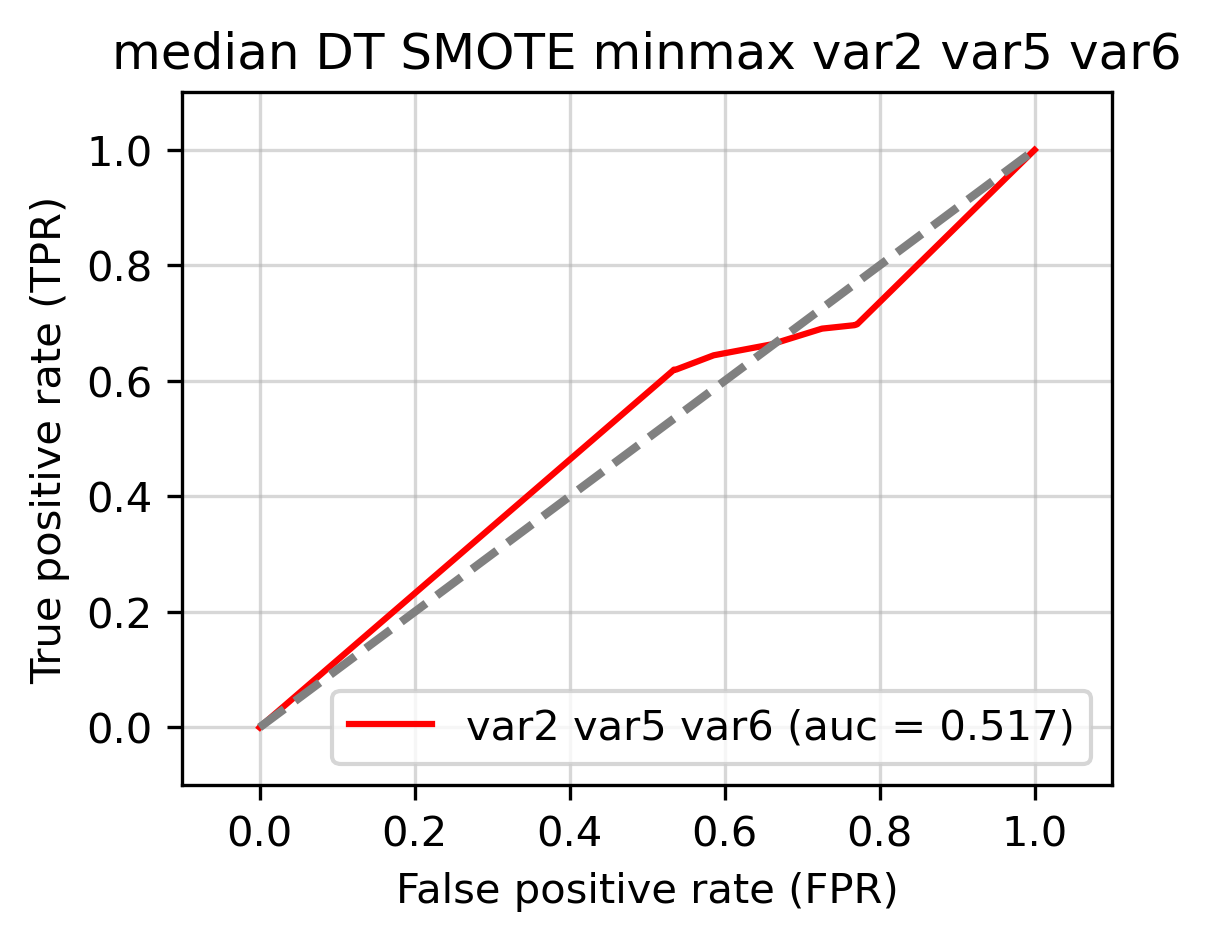 median DT SMOTE minmax var2 var5 var6
True positive rate (TPR)
1.0
0.8
0.6
0.4
0.2
0.0
var2 var5 var6 (auc = 0.517)
0.0 0.2 0.4 0.6 0.8 1.0
False positive rate (FPR)